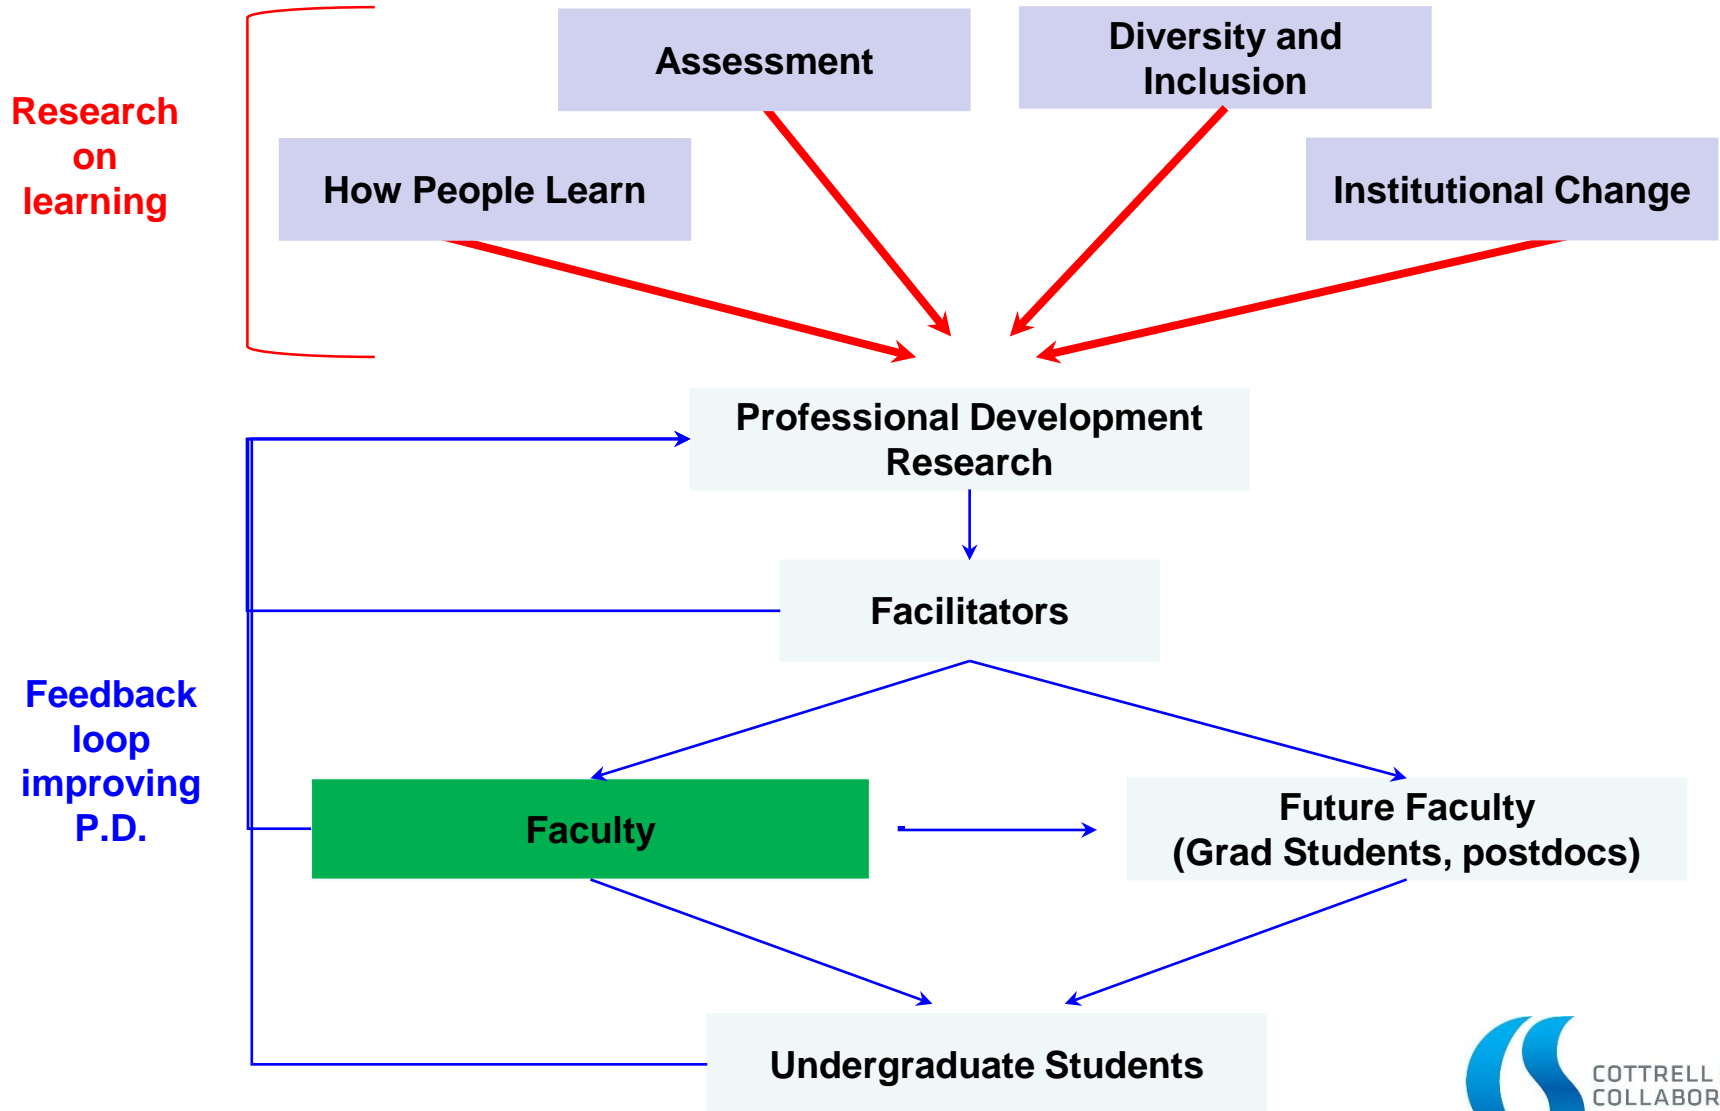 Research
on
learning
Assessment
Diversity and
Inclusion
How People Learn
Institutional Change
Professional Development
Research
Facilitators
Feedback
loop
improving
P.D.
Faculty
Future Faculty
(Grad Students, postdocs)
Undergraduate Students
COTTRELL
COLLABOR